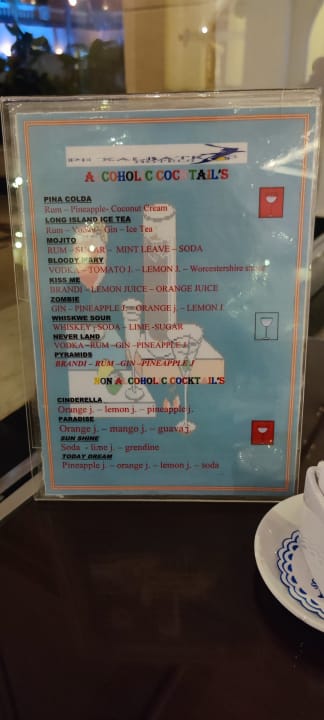 A COHOL C COCKTAIL'S
PINA COLDA
Rum – Pineapple- Coconut Cream
LONG ISLAND ICE TEA
Rum – Vodka – Gin – Ice Tea
MOJITO
RUM – SUGAR – MINT LEAVE – SODA
BLOODY MARY
VODKA – TOMATO J. – LEMON J. – Worcestershire
KISS ME
BRANDI – LEMON JUICE – ORANGE JUICE
ZOMBIE
GIN – PINEAPPLE J. – ORANGE j. – LEMON J
WHISKWE SOUR
WHISKEY – SODA – LIME -SUGAR
NEVER LAND
VODKA –RUM –GIN –PINEAPPLE J
PYRAMIDS
BRANDI – RUM –GIN –PINEAPPLE J
NON A COHOL C COCKTAIL'S
CINDERELLA
Orange j. – lemon j. – pineapple j.
PARADISE
Orange j. – mango j. – guava j.
SUN SHINE
Soda - lime j. – grendine
TODAY DREAM
Pineapple j. – orange j. – lemon j. – soda